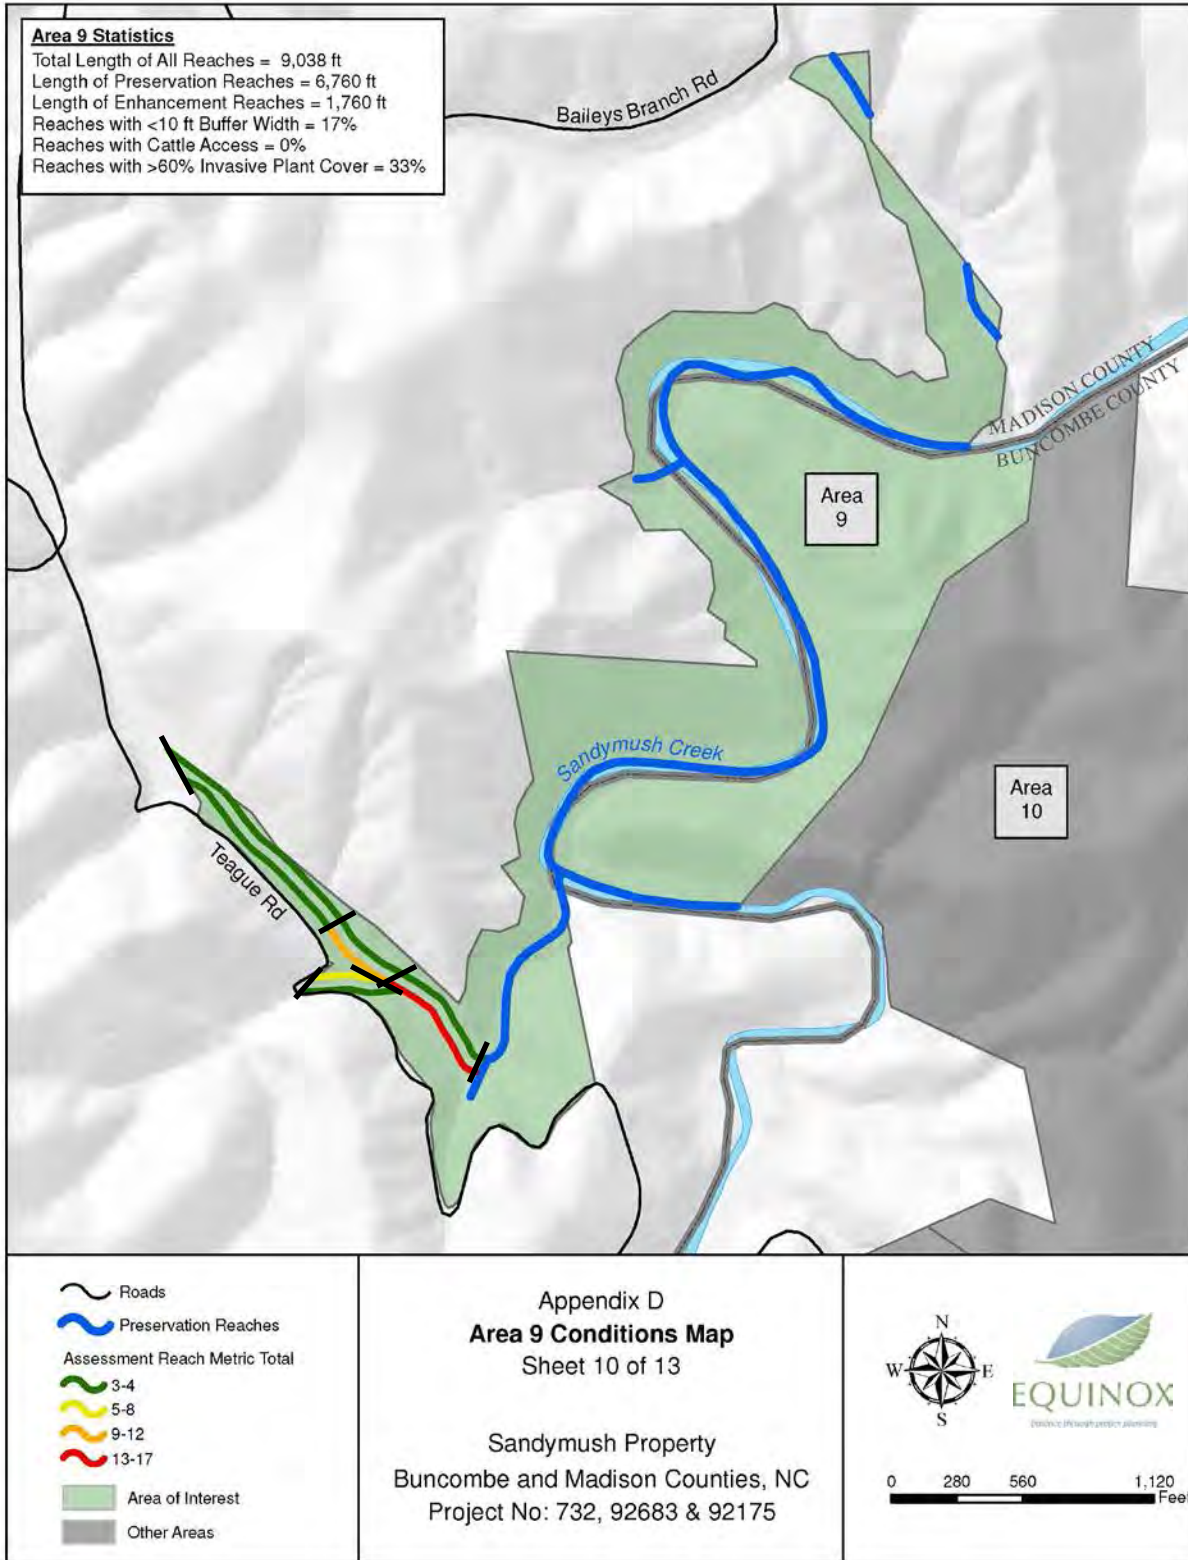 Area 9 Statistics
Total Length of All Reaches = 9,038 ft
Length of Preservation Reaches = 6,760 ft
Length of Enhancement Reaches = 1,760 ft
Reaches with <10 ft Buffer Width = 17%
Reaches with Cattle Access = 0%
Reaches with >60% Invasive Plant Cover = 33%
Baileys Branch Rd
MADISON COUNTY
BUNCOMBE COUNTY
Area
9
Sandymush Creek
Area
10
Teague Rd
Roads
Preservation Reaches
Assessment Reach Metric Total
3-4
5-8
9-12
13-17
Area of Interest
Other Areas
Appendix D
Area 9 Conditions Map
Sheet 10 of 13
Sandymush Property
Buncombe and Madison Counties, NC
Project No: 732, 92683 & 92175
N
W E
S
EQUINOX
balance through proper planning
0 280 560 1,120
Feet